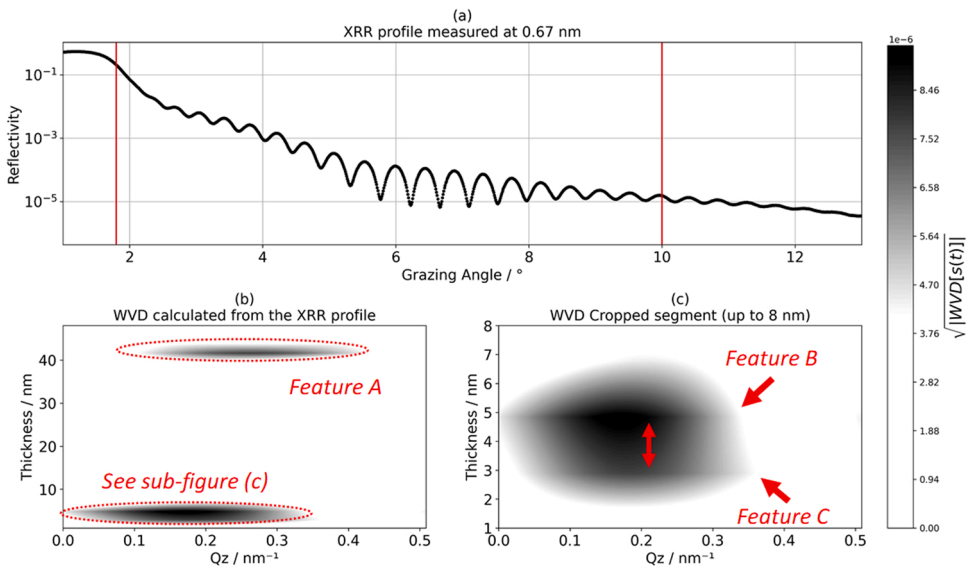 (a)
XRR profile measured at 0.67 nm
Reflectivity
10⁻¹
10⁻³
10⁻⁵
2 4 6 8 10 12
Grazing Angle / °
(b)
WVD calculated from the XRR profile
Thickness / nm
40
30
20
10
Feature A
See sub-figure (c)
0.0 0.1 0.2 0.3 0.4 0.5
Qz / nm⁻¹
(c)
WVD Cropped segment (up to 8 nm)
Thickness / nm
8
7
6
5
4
3
2
1
Feature B
Feature C
0.0 0.1 0.2 0.3 0.4 0.5
Qz / nm⁻¹
1e−6
8.46
7.52
6.58
5.64
4.70
3.76
2.82
1.88
0.94
0.00
√|WVD[s(t)]|